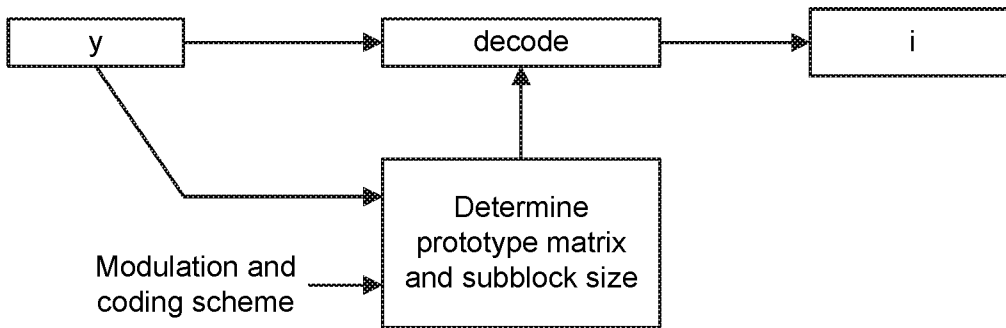 y
decode
i
Determine
prototype matrix
and subblock size
Modulation and
coding scheme